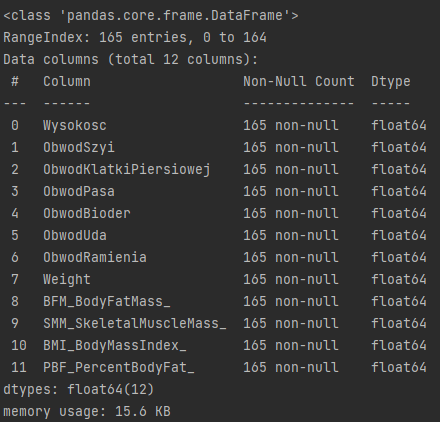 <class 'pandas.core.frame.DataFrame'>
RangeIndex: 165 entries, 0 to 164
Data columns (total 12 columns):
 #   Column                 Non-Null Count  Dtype
---  ------                 --------------  -----
 0   Wysokosc               165 non-null    float64
 1   ObwodSzyi              165 non-null    float64
 2   ObwodKlatkiPiersiowej  165 non-null    float64
 3   ObwodPasa              165 non-null    float64
 4   ObwodBioder            165 non-null    float64
 5   ObwodUda               165 non-null    float64
 6   ObwodRamienia          165 non-null    float64
 7   Weight                 165 non-null    float64
 8   BFM_BodyFatMass_       165 non-null    float64
 9   SMM_SkeletalMuscleMass_  165 non-null    float64
 10  BMI_BodyMassIndex_     165 non-null    float64
 11  PBF_PercentBodyFat_    165 non-null    float64
dtypes: float64(12)
memory usage: 15.6 KB